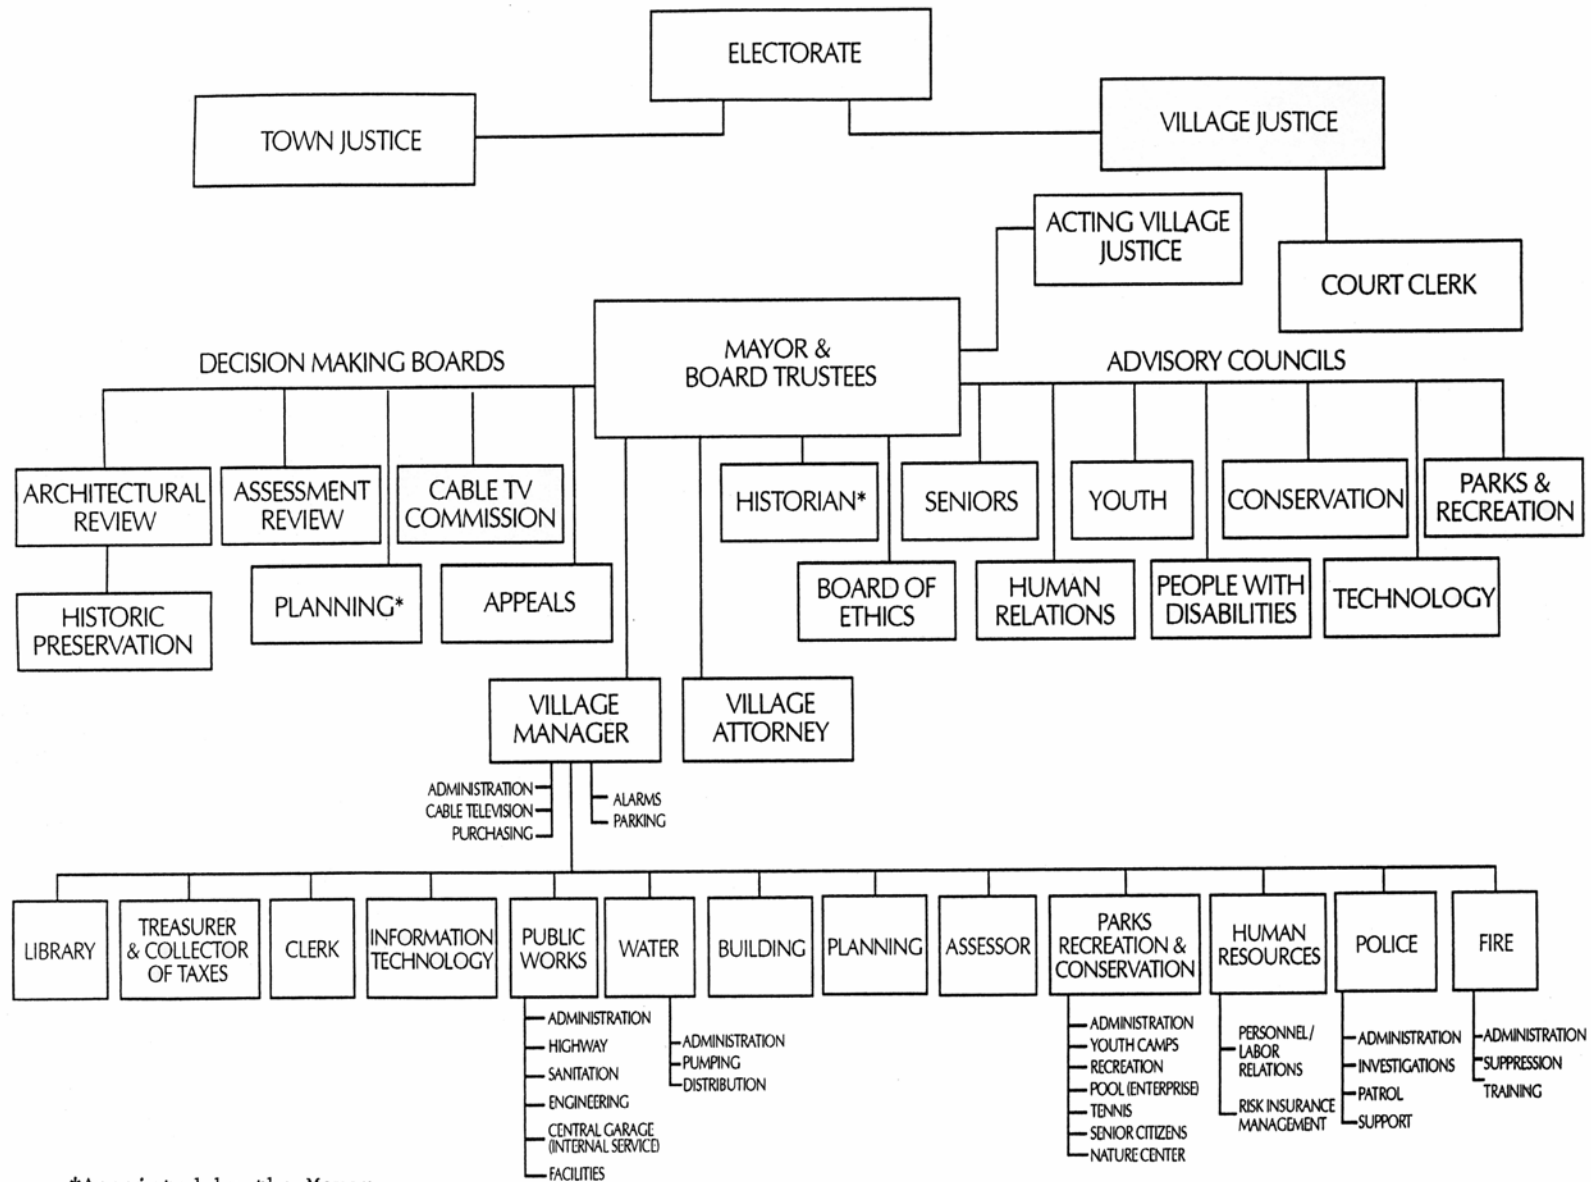 ELECTORATE
TOWN JUSTICE
VILLAGE JUSTICE
ACTING VILLAGE
JUSTICE
COURT CLERK
MAYOR &
BOARD TRUSTEES
DECISION MAKING BOARDS
ADVISORY COUNCILS
ARCHITECTURAL
REVIEW
ASSESSMENT
REVIEW
CABLE TV
COMMISSION
HISTORIAN*
SENIORS
YOUTH
CONSERVATION
PARKS &
RECREATION
HISTORIC
PRESERVATION
PLANNING*
APPEALS
BOARD OF
ETHICS
HUMAN
RELATIONS
PEOPLE WITH
DISABILITIES
TECHNOLOGY
VILLAGE
MANAGER
VILLAGE
ATTORNEY
ADMINISTRATION
CABLE TELEVISION
PURCHASING
ALARMS
PARKING
LIBRARY
TREASURER
& COLLECTOR
OF TAXES
CLERK
INFORMATION
TECHNOLOGY
PUBLIC
WORKS
WATER
BUILDING
PLANNING
ASSESSOR
PARKS
RECREATION &
CONSERVATION
HUMAN
RESOURCES
POLICE
FIRE
ADMINISTRATION
HIGHWAY
SANITATION
ENGINEERING
CENTRAL GARAGE
(INTERNAL SERVICE)
FACILITIES
ADMINISTRATION
PUMPING
DISTRIBUTION
ADMINISTRATION
YOUTH CAMPS
RECREATION
POOL (ENTERPRISE)
TENNIS
SENIOR CITIZENS
NATURE CENTER
PERSONNEL /
LABOR
RELATIONS
RISK INSURANCE
MANAGEMENT
ADMINISTRATION
INVESTIGATIONS
PATROL
SUPPORT
ADMINISTRATION
SUPPRESSION
TRAINING
*Appointed by the Mayor